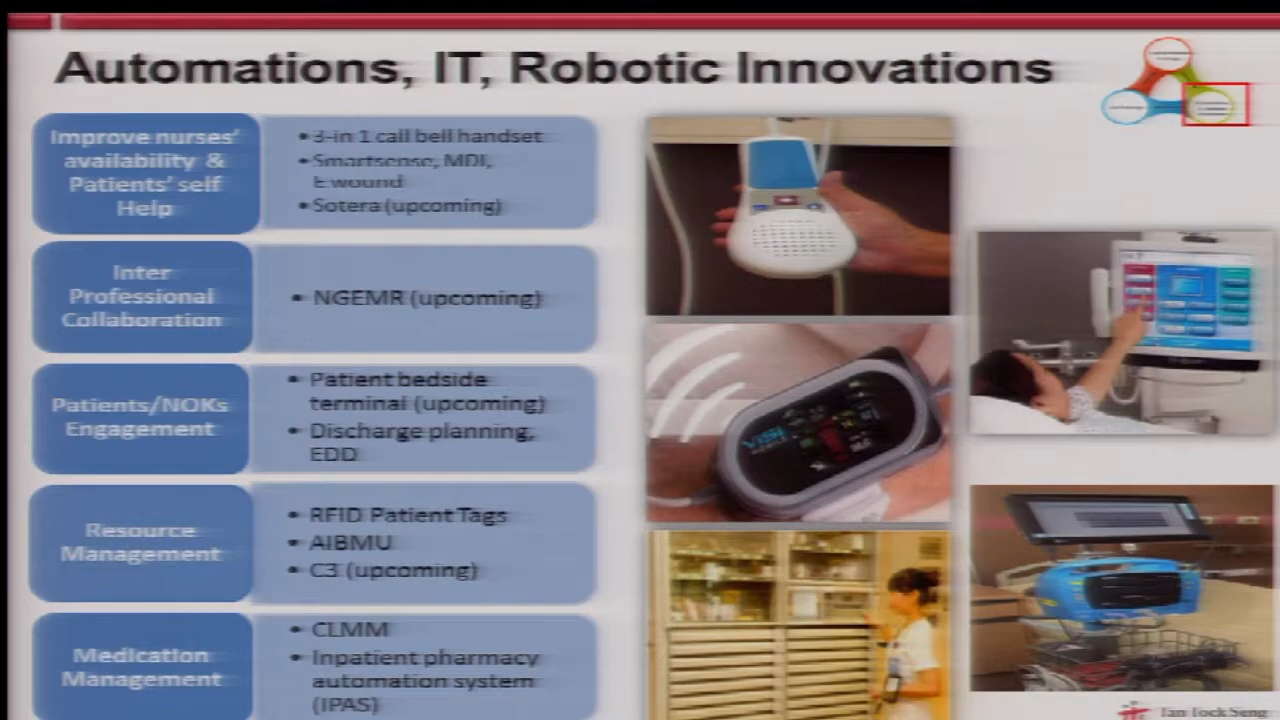 Automations, IT, Robotic Innovations
Improve nurses'
availability &
Patients' self
Help
• 3-in 1 call bell handset
• Smartsense, MDI,
E wound
• Sotera (upcoming)
Inter
Professional
Collaboration
• NGEMR (upcoming)
Patients/NOKs
Engagement
• Patient bedside
terminal (upcoming)
• Discharge planning,
EDD
Resource
Management
• RFID Patient Tags
• AIBMU
• C3 (upcoming)
Medication
Management
• CLMM
• Inpatient pharmacy
automation system
(IPAS)
VISI
Tan Tock Seng